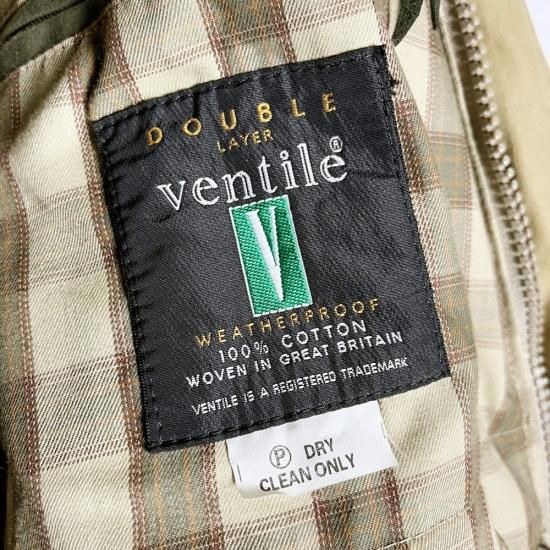 DOUBLE
LAYER
ventile®
V
WEATHERPROOF
100% COTTON
WOVEN IN GREAT BRITAIN
VENTILE IS A REGISTERED TRADEMARK
Ⓟ DRY
CLEAN ONLY